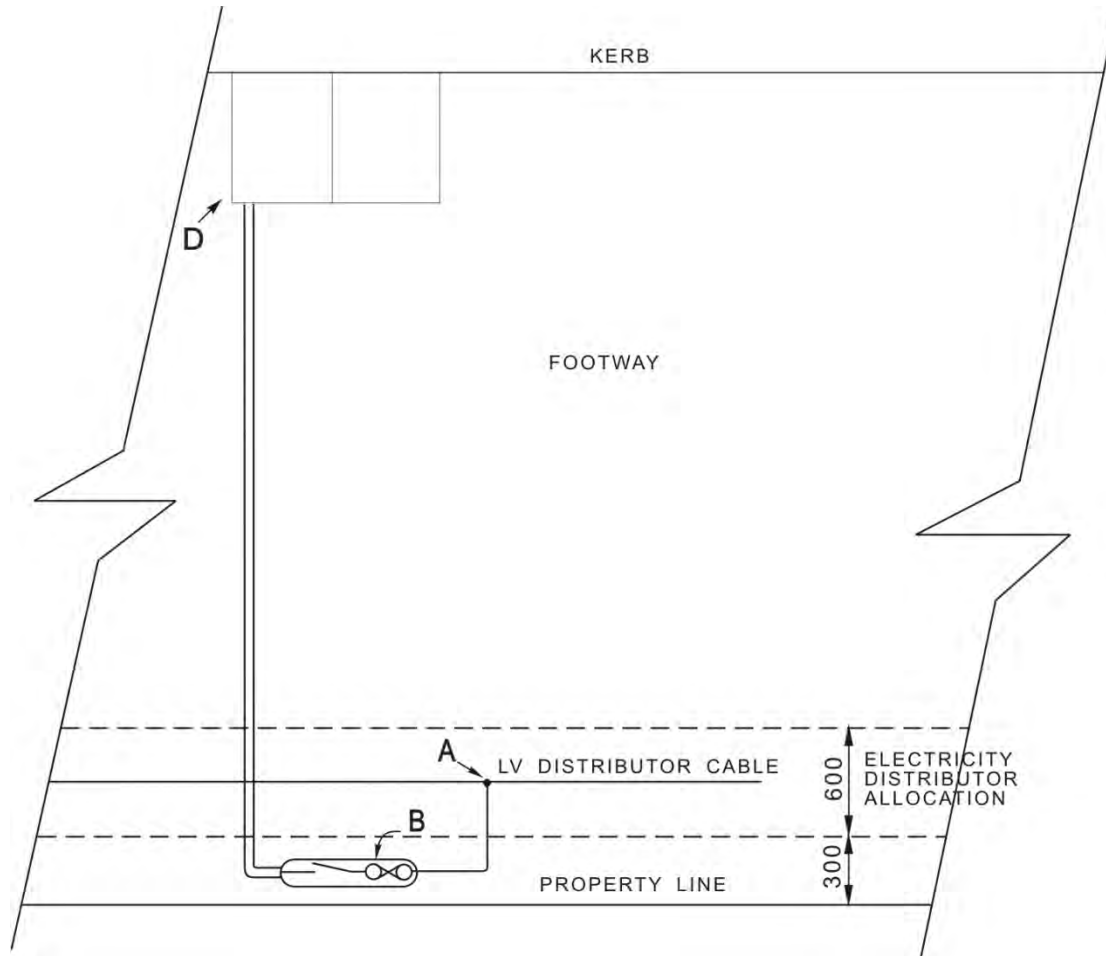 KERB
D
FOOTWAY
A
LV DISTRIBUTOR CABLE
600
ELECTRICITY
DISTRIBUTOR
ALLOCATION
B
300
PROPERTY LINE